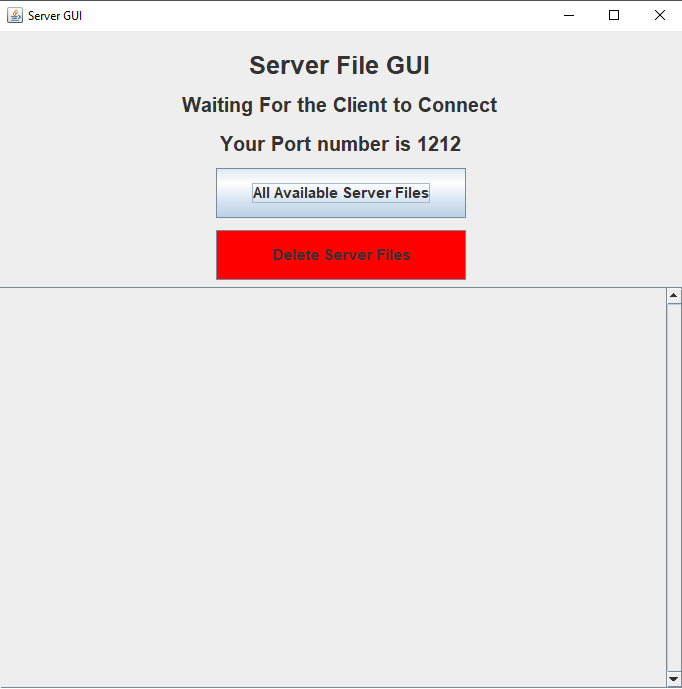 Server GUI
Server File GUI
Waiting For the Client to Connect
Your Port number is 1212
All Available Server Files
Delete Server Files